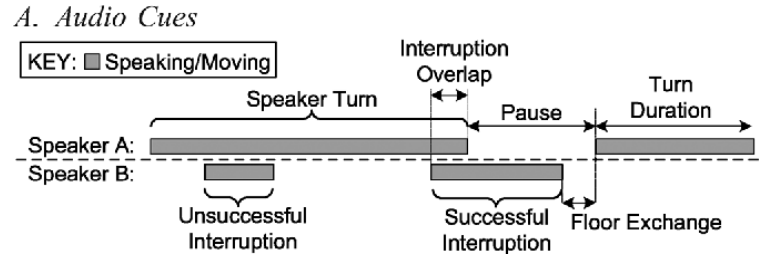 A. Audio Cues
KEY: Speaking/Moving
Interruption
Overlap
Speaker Turn
Pause
Turn
Duration
Speaker A:
Speaker B:
Unsuccessful
Interruption
Successful
Interruption
Floor Exchange